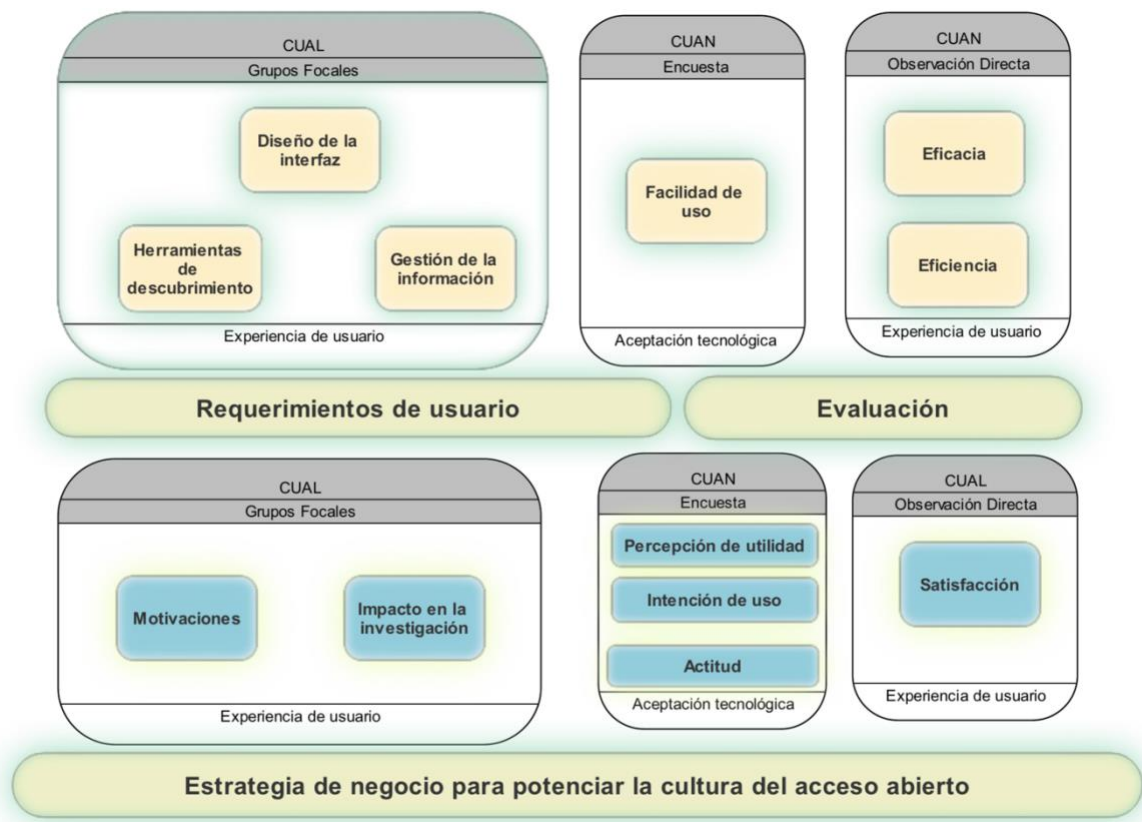 CUAL
Grupos Focales
Diseño de la
interfaz
Herramientas
de
descubrimiento
Gestión de la
información
Experiencia de usuario
CUAN
Encuesta
Facilidad de
uso
Aceptación tecnológica
CUAN
Observación Directa
Eficacia
Eficiencia
Experiencia de usuario
Requerimientos de usuario
Evaluación
CUAL
Grupos Focales
Motivaciones
Impacto en la
investigación
Experiencia de usuario
CUAN
Encuesta
Percepción de utilidad
Intención de uso
Actitud
Aceptación tecnológica
CUAL
Observación Directa
Satisfacción
Experiencia de usuario
Estrategia de negocio para potenciar la cultura del acceso abierto